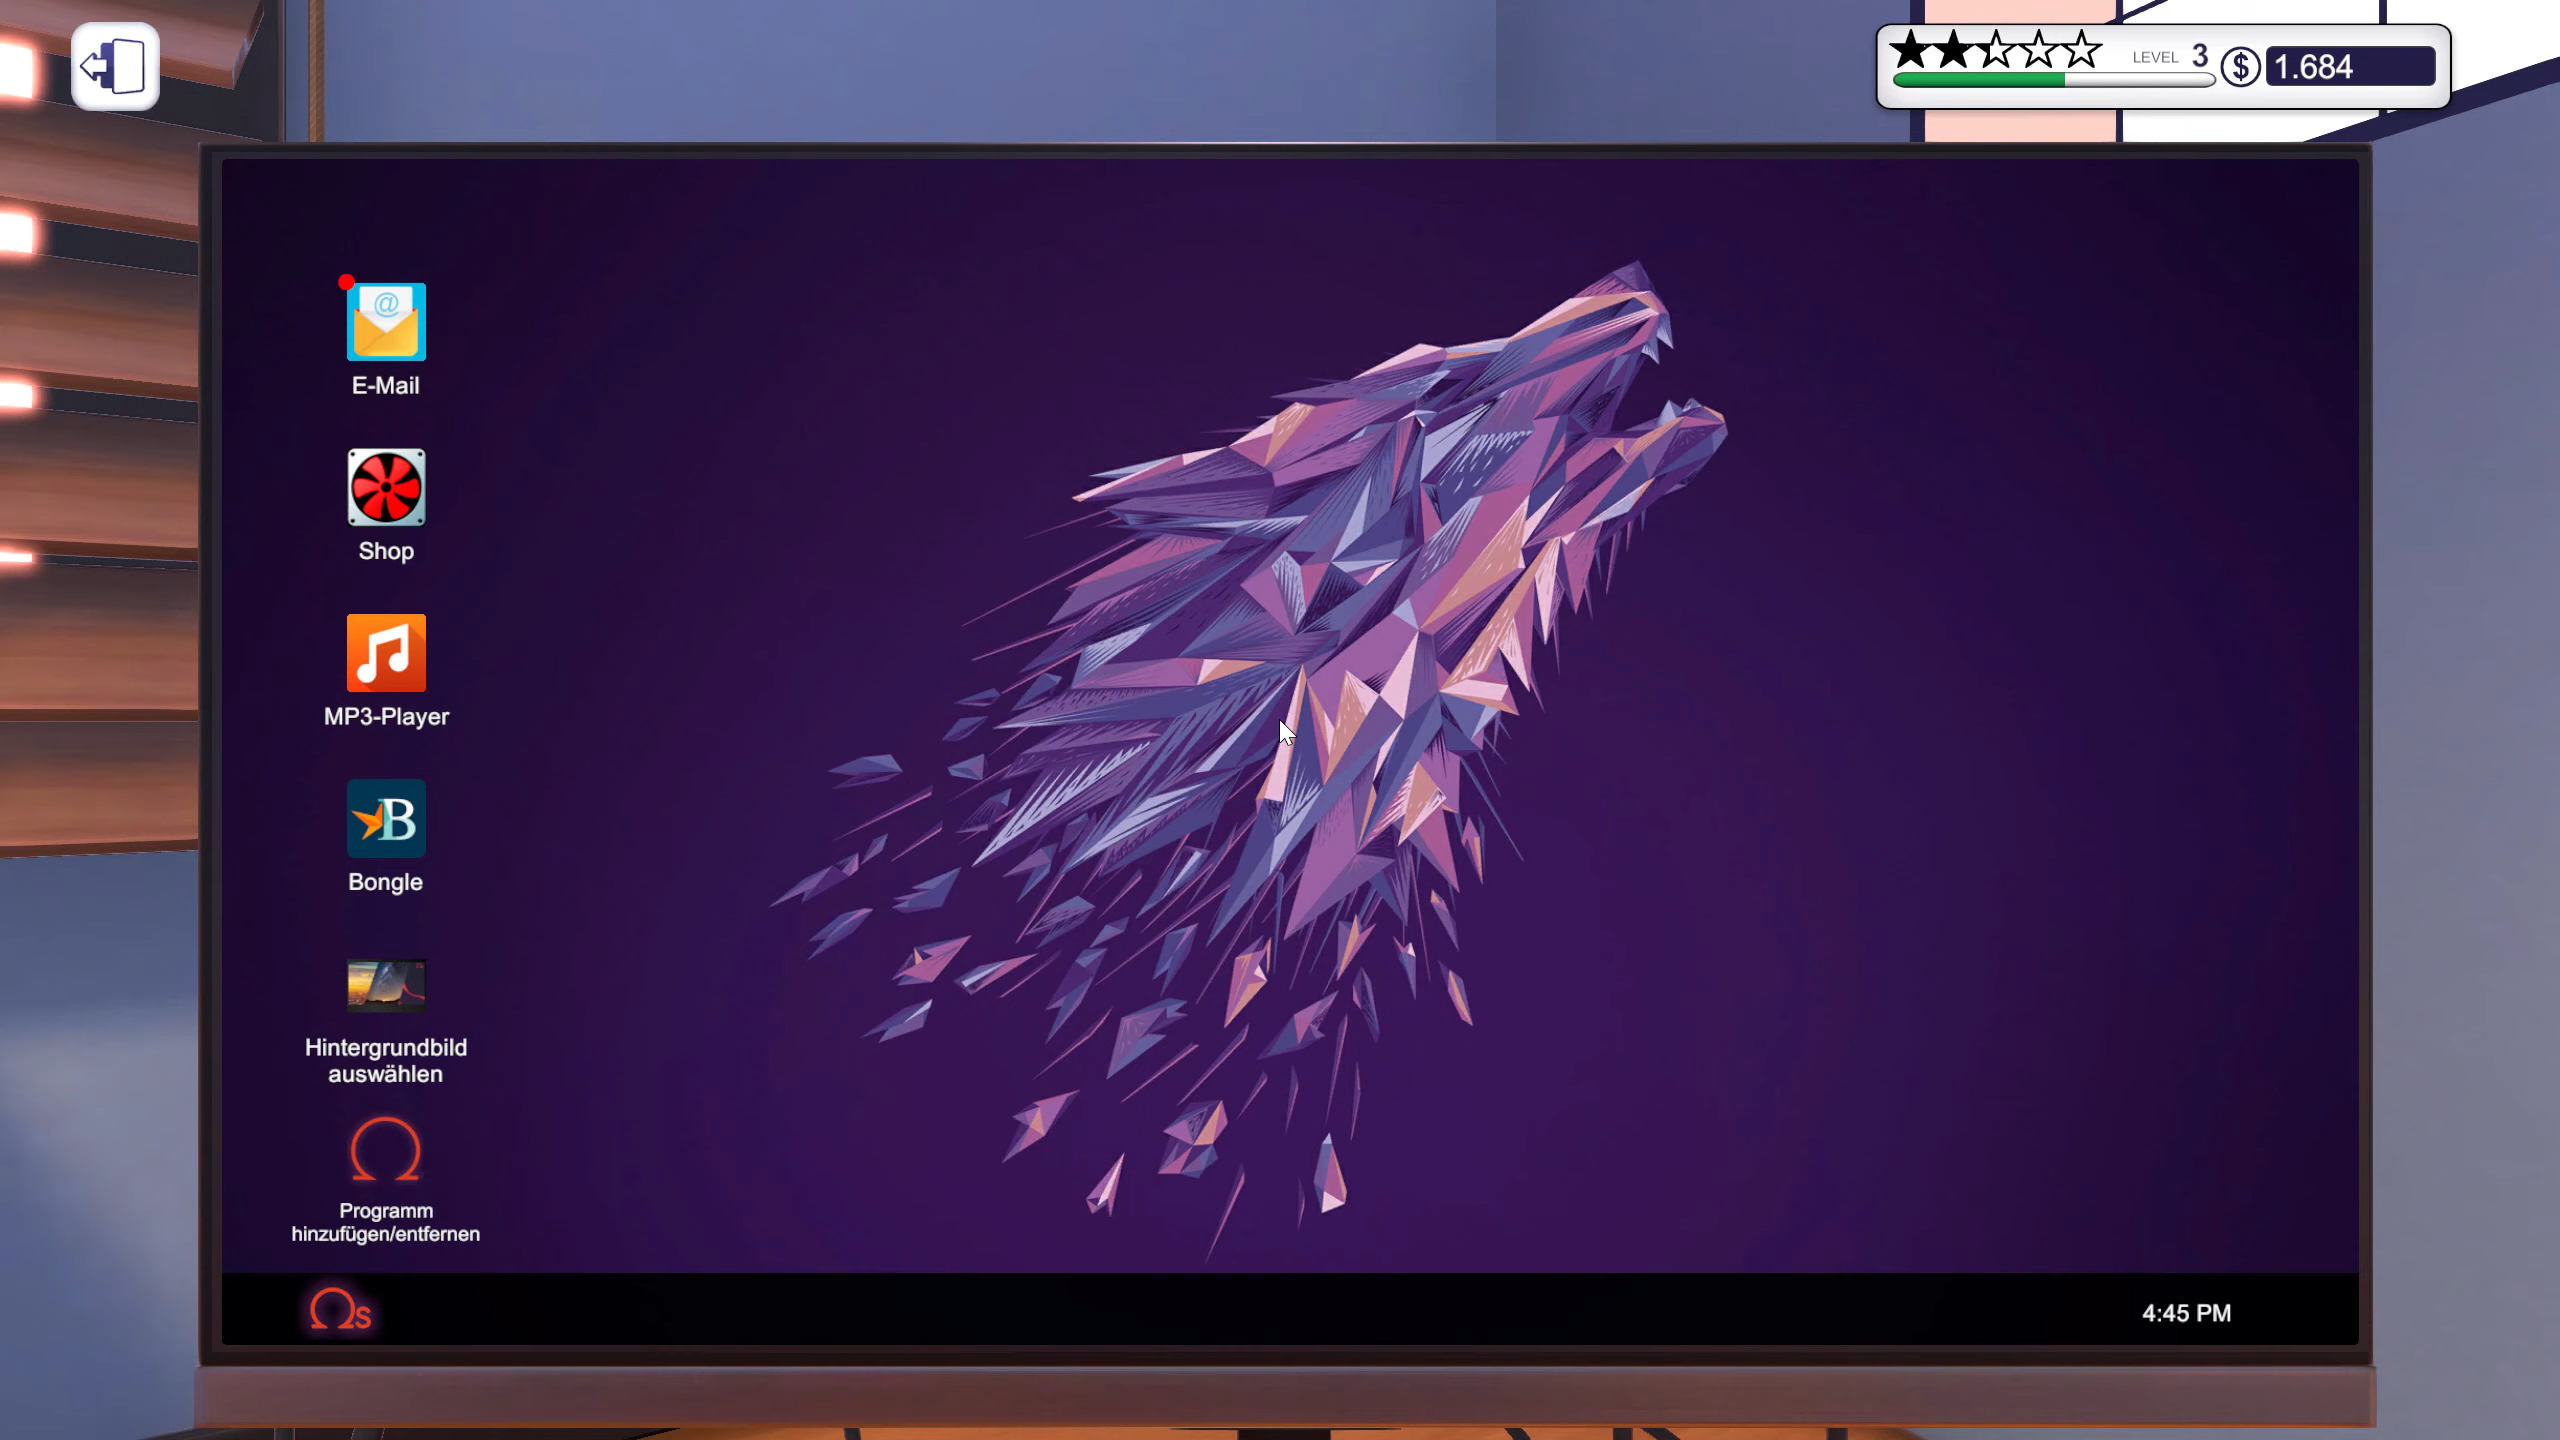 LEVEL 3
1.684
E-Mail
Shop
MP3-Player
B
Bongle
Hintergrundbild
auswählen
Programm
hinzufügen/entfernen
Ωs
4:45 PM